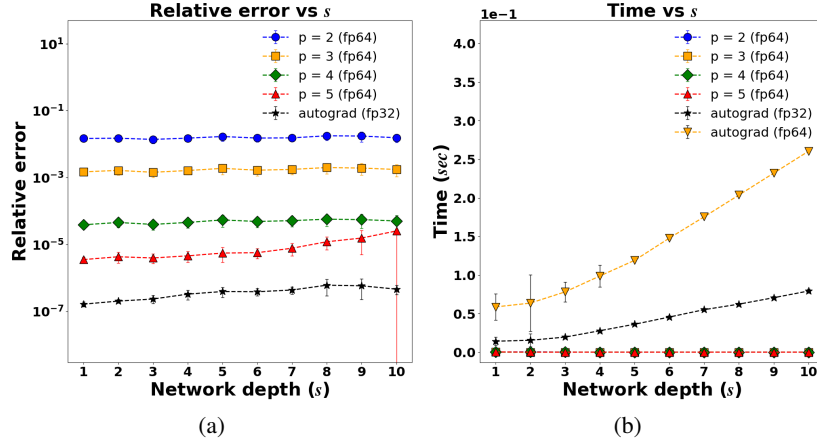 Relative error vs s
Relative error
10¹
10⁻¹
10⁻³
10⁻⁵
10⁻⁷
p = 2 (fp64)
p = 3 (fp64)
p = 4 (fp64)
p = 5 (fp64)
autograd (fp32)
1 2 3 4 5 6 7 8 9 10
Network depth (s)
(a)
1e−1
Time vs s
Time (sec)
4.0
3.5
3.0
2.5
2.0
1.5
1.0
0.5
0.0
p = 2 (fp64)
p = 3 (fp64)
p = 4 (fp64)
p = 5 (fp64)
autograd (fp32)
autograd (fp64)
1 2 3 4 5 6 7 8 9 10
Network depth (s)
(b)